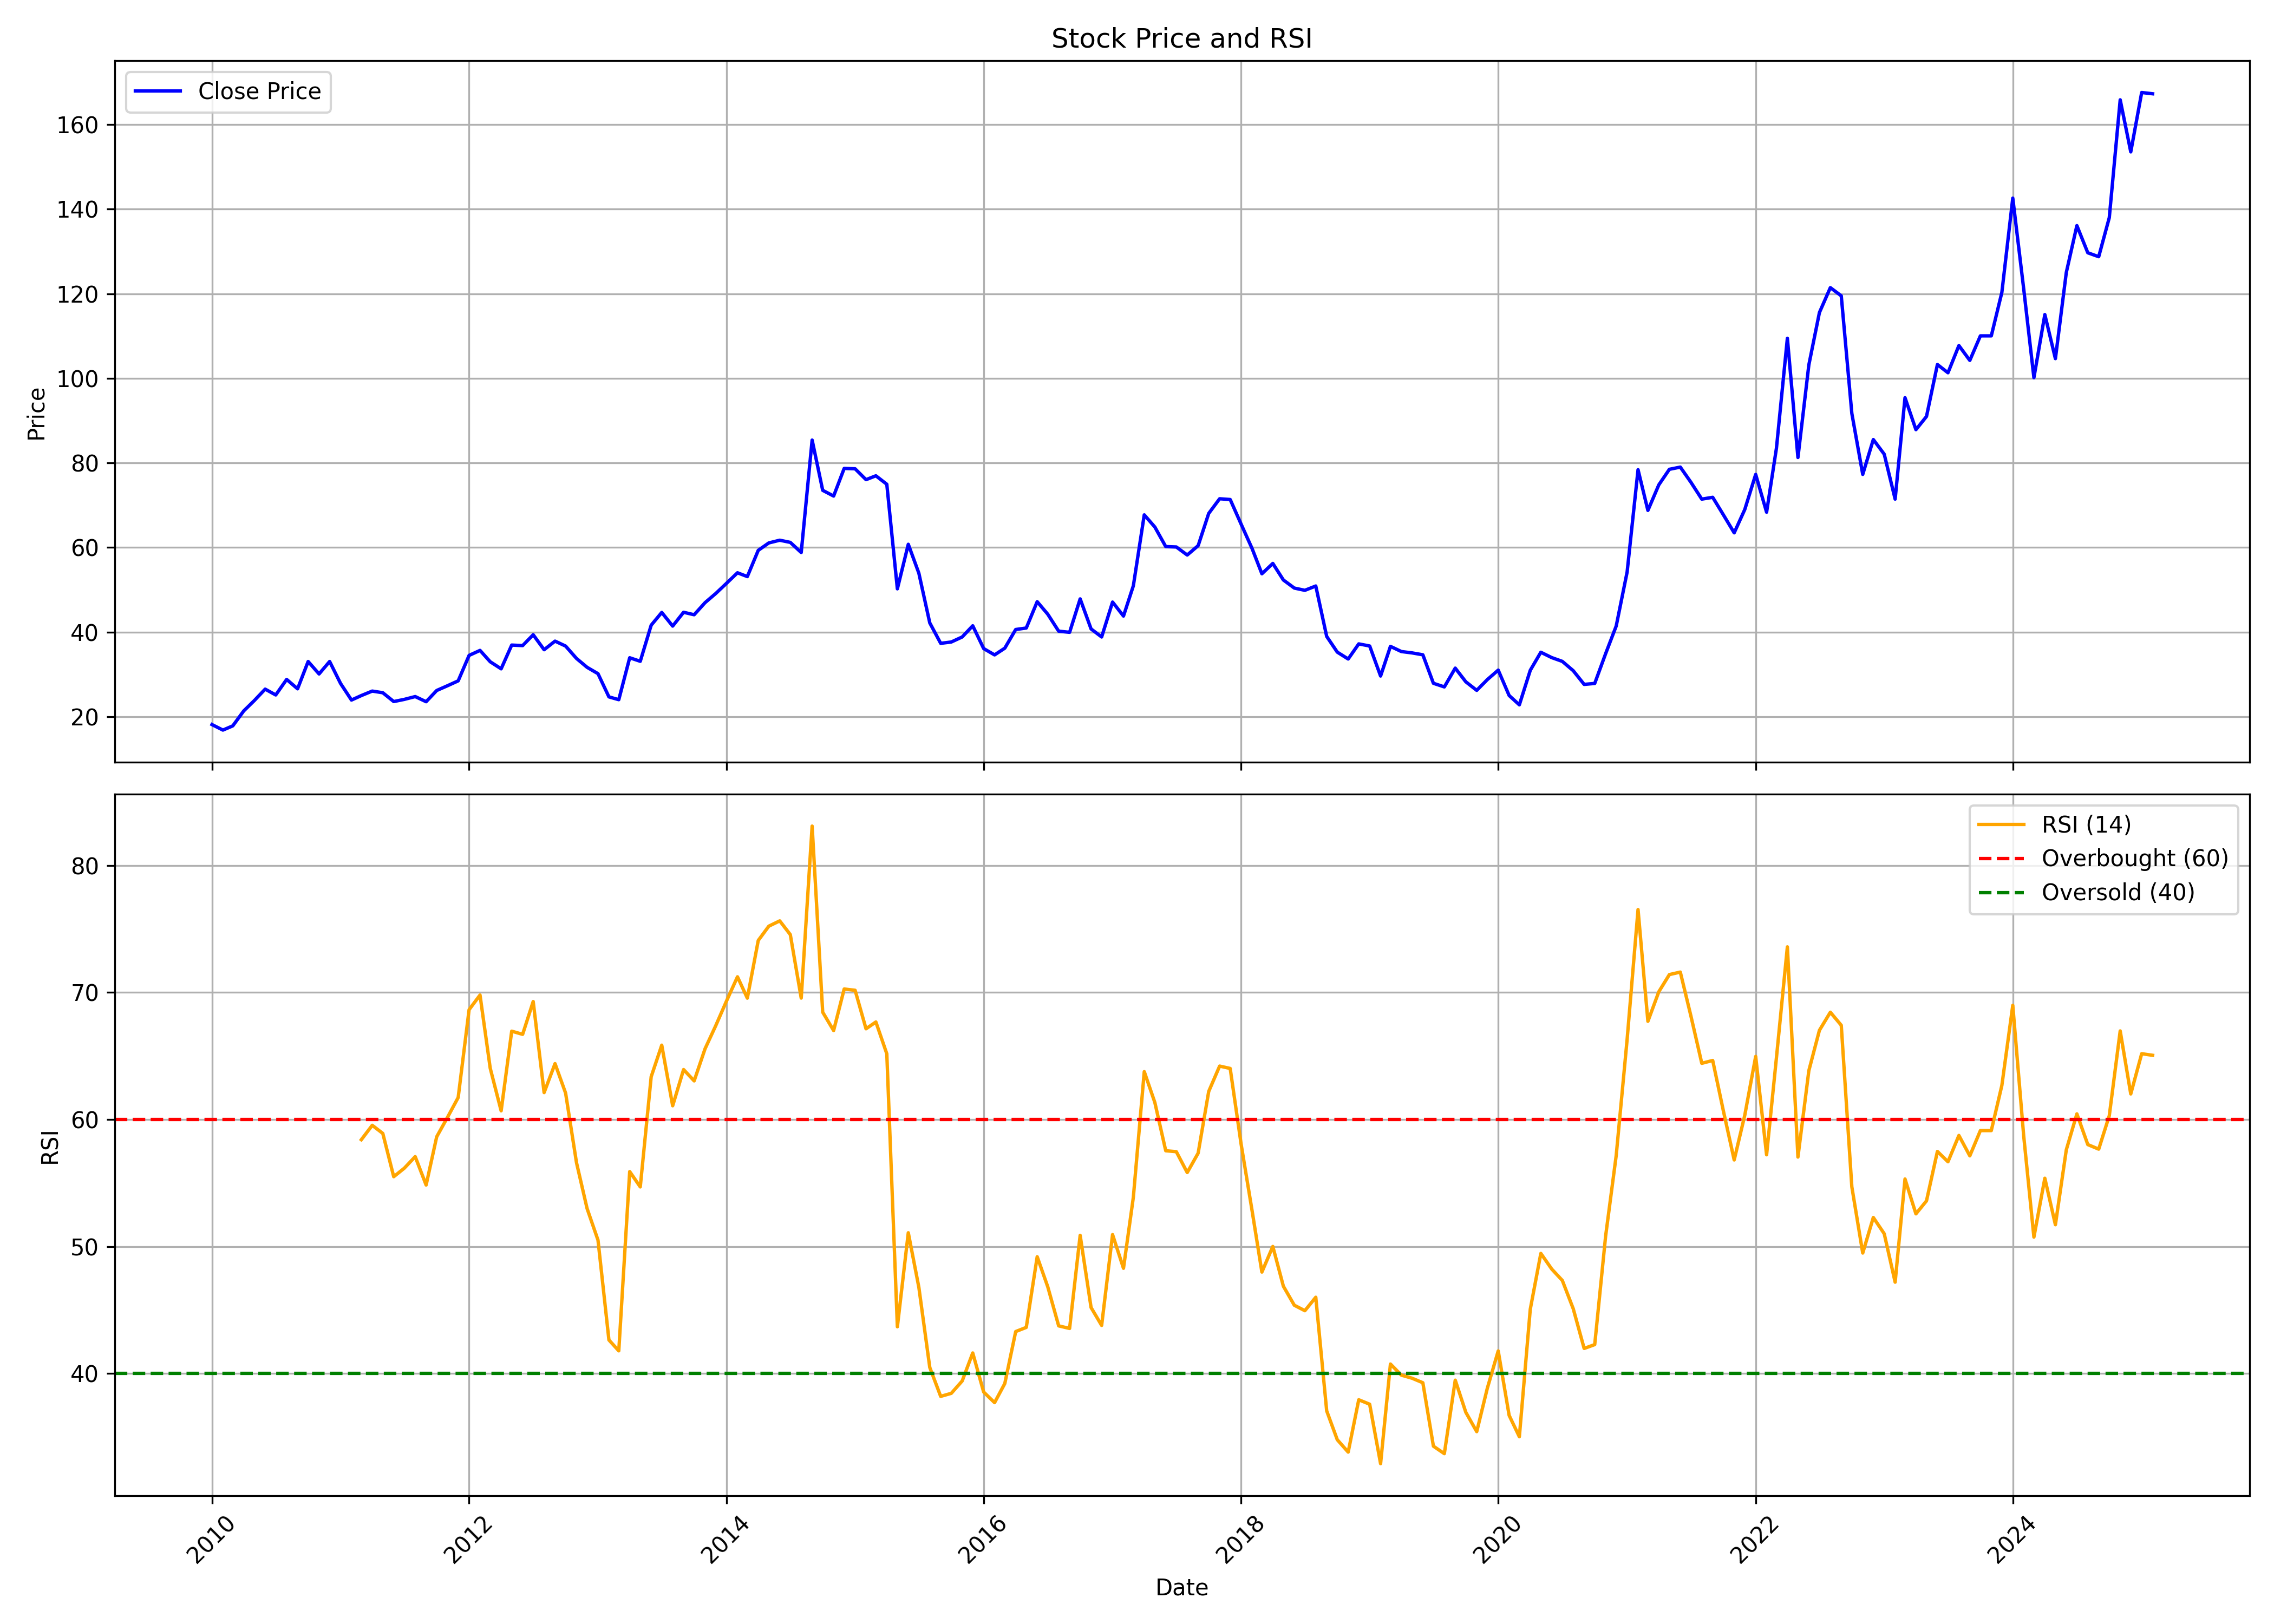 Stock Price and RSI
Close Price
Price
160
140
120
100
80
60
40
20
RSI (14)
Overbought (60)
Oversold (40)
RSI
80
70
60
50
40
2010
2012
2014
2016
2018
2020
2022
2024
Date